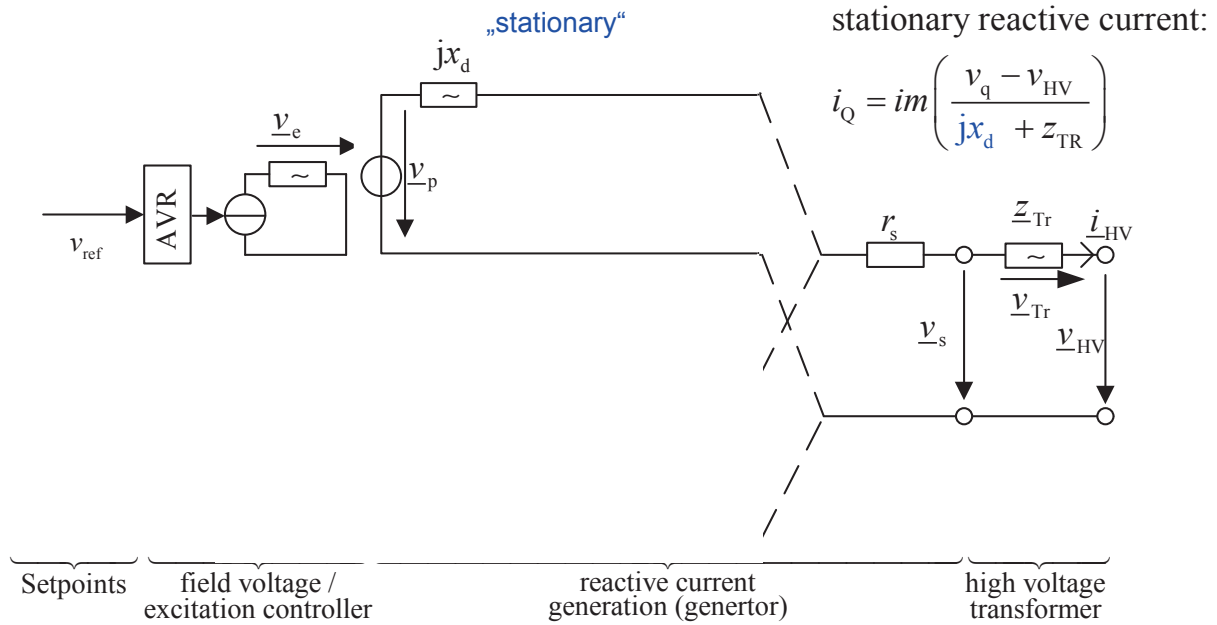 „stationary“
stationary reactive current:
i_Q = im( (v_q − v_HV) / (jx_d + z_TR) )
jx_d
v_e
v_p
AVR
v_ref
r_s
z_Tr
i_HV
v_Tr
v_s
v_HV
Setpoints
field voltage /
excitation controller
reactive current
generation (genertor)
high voltage
transformer